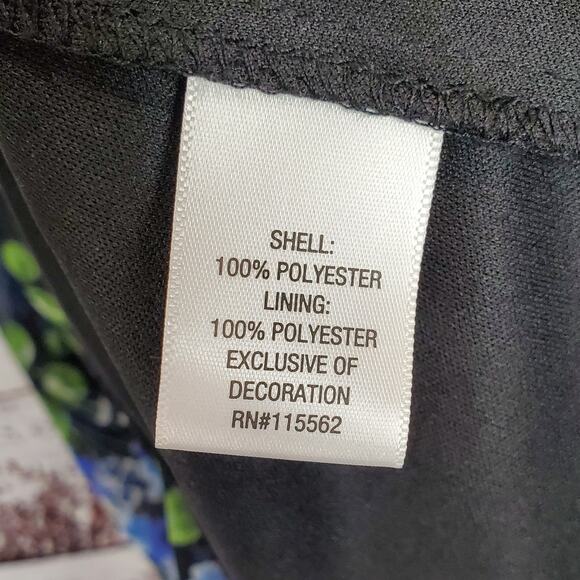 SHELL:
100% POLYESTER
LINING:
100% POLYESTER
EXCLUSIVE OF
DECORATION
RN#115562